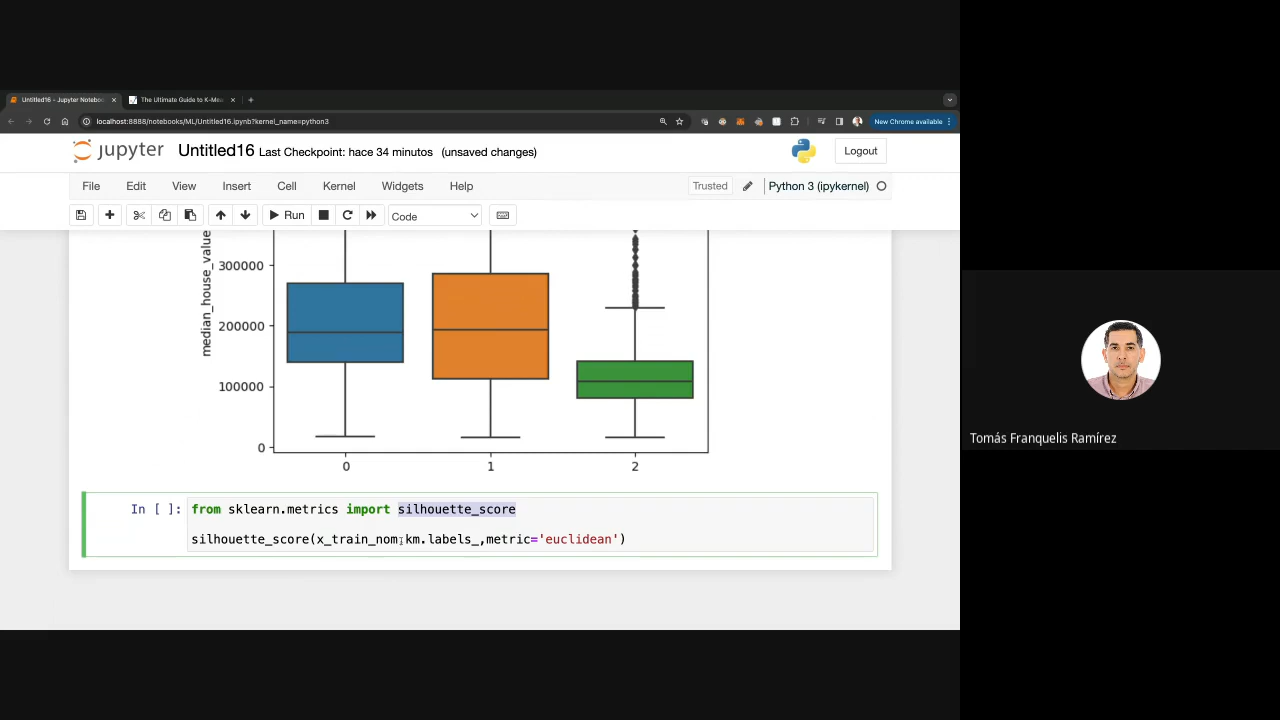 Untitled16 - Jupyter Noteboo
The Ultimate Guide to K-Mea
localhost:8888/notebooks/ML/Untitled16.ipynb?kernel_name=python3
New Chrome available
jupyter Untitled16 Last Checkpoint: hace 34 minutos (unsaved changes)
Logout
File Edit View Insert Cell Kernel Widgets Help
Trusted
Python 3 (ipykernel)
Run
Code
median_house_value
300000
200000
100000
0
0 1 2
In [ ]:
from sklearn.metrics import silhouette_score
silhouette_score(x_train_nom,km.labels_,metric='euclidean')
Tomás Franquelis Ramírez